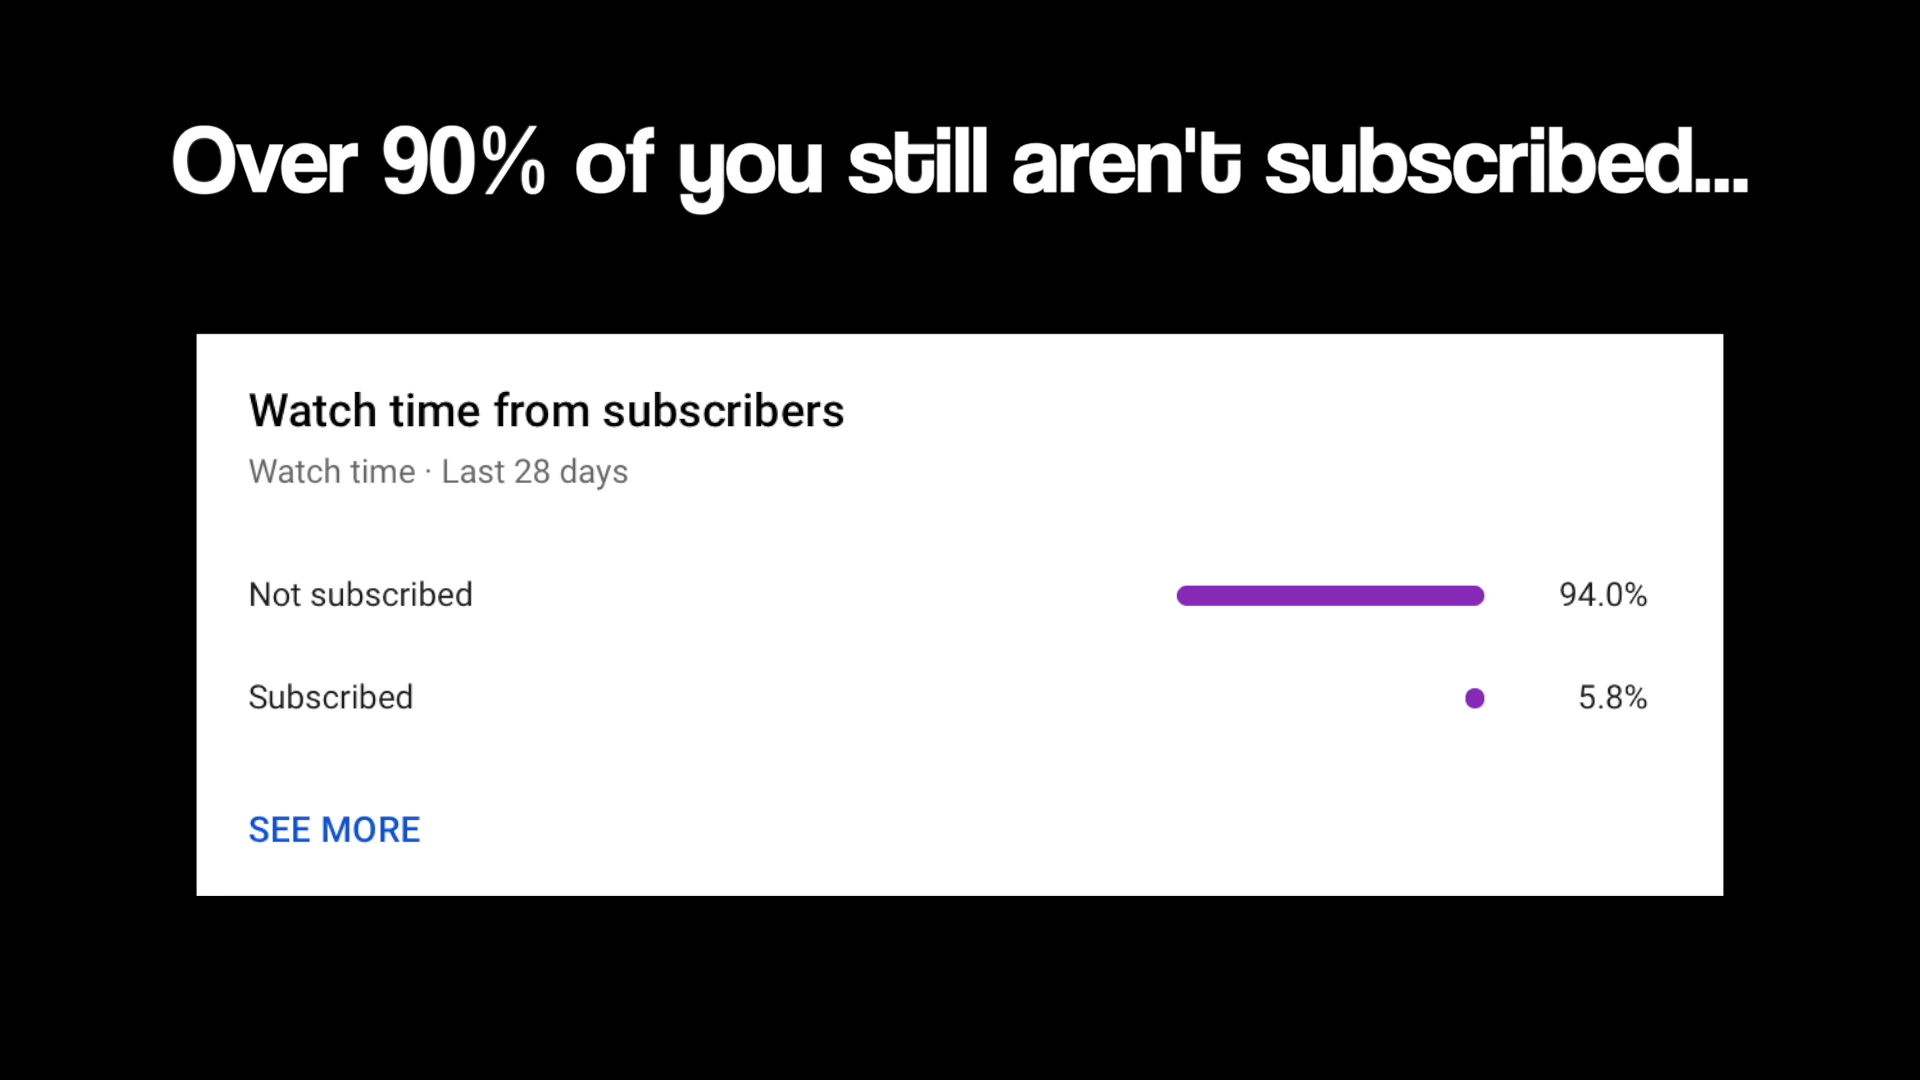 Over 90% of you still aren't subscribed...
Watch time from subscribers
Watch time · Last 28 days
Not subscribed 94.0%
Subscribed 5.8%
SEE MORE